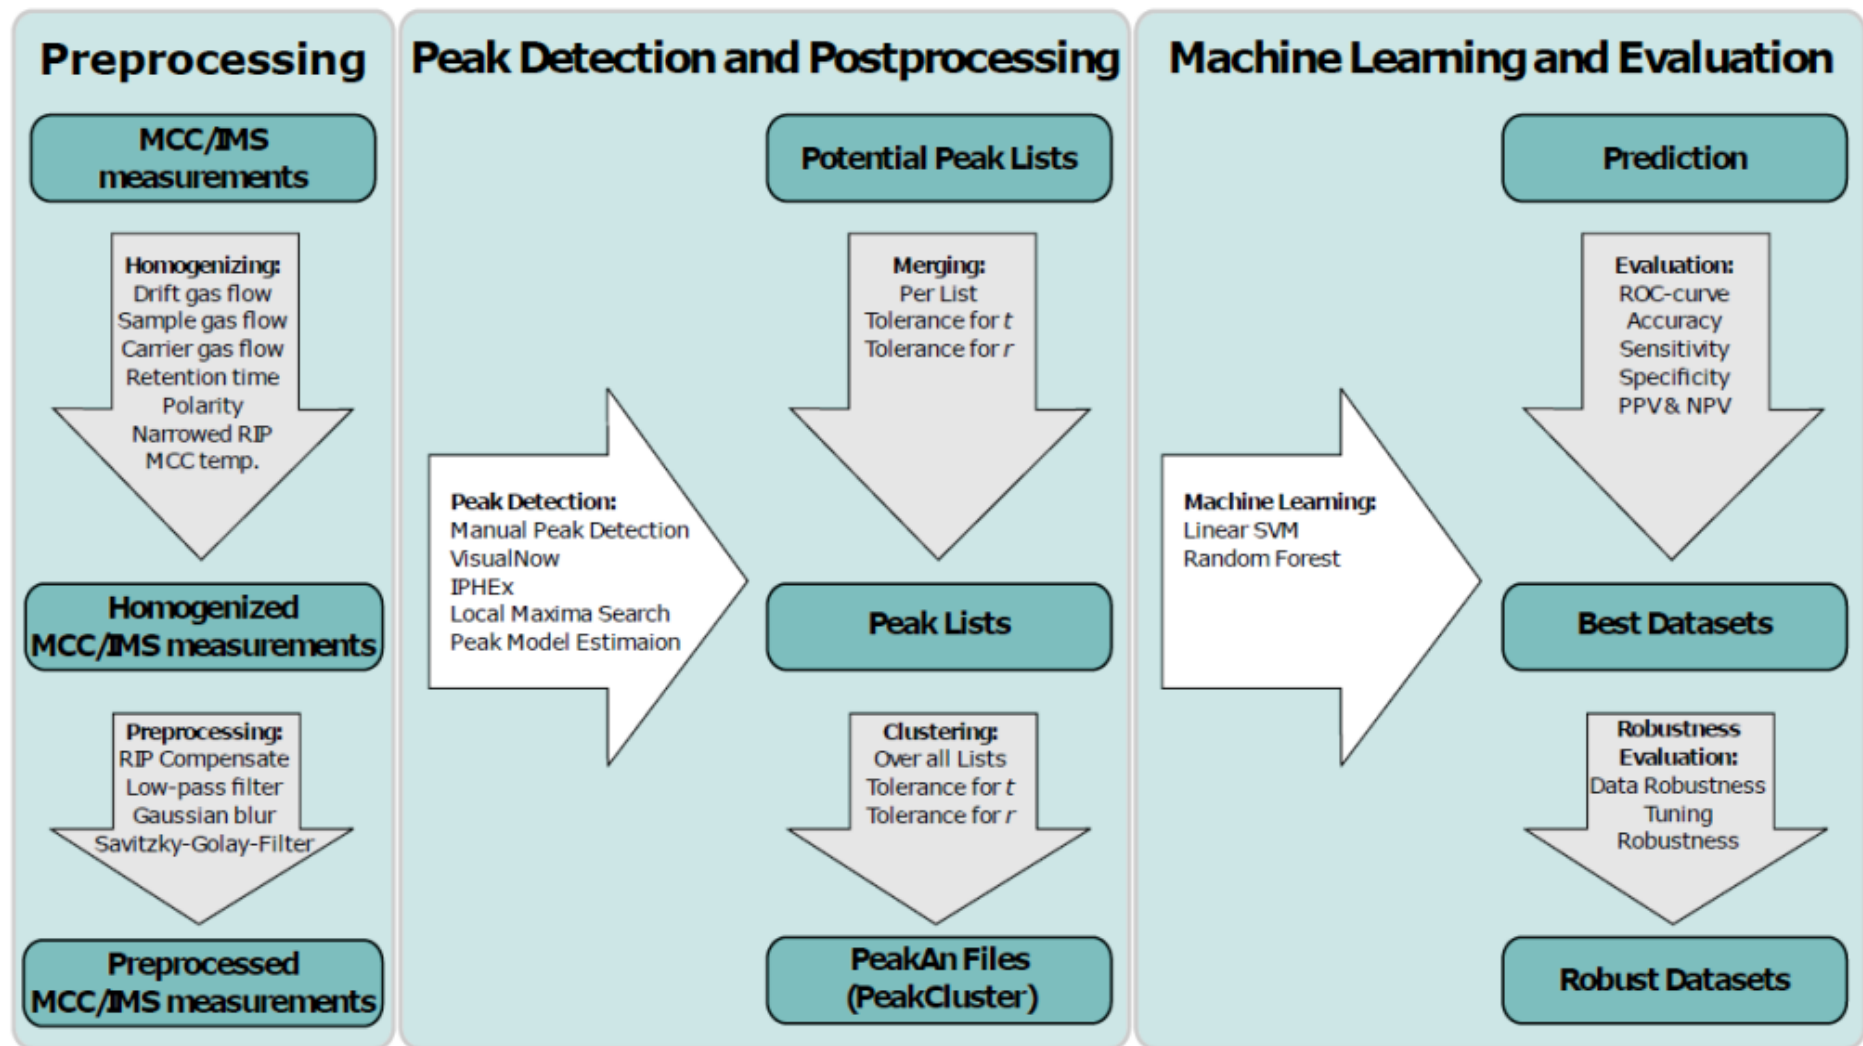 Preprocessing
MCC/IMS
measurements
Homogenizing:
Drift gas flow
Sample gas flow
Carrier gas flow
Retention time
Polarity
Narrowed RIP
MCC temp.
Homogenized
MCC/IMS measurements
Preprocessing:
RIP Compensate
Low-pass filter
Gaussian blur
Savitzky-Golay-Filter
Preprocessed
MCC/IMS measurements
Peak Detection and Postprocessing
Peak Detection:
Manual Peak Detection
VisualNow
IPHEx
Local Maxima Search
Peak Model Estimaion
Potential Peak Lists
Merging:
Per List
Tolerance for t
Tolerance for r
Peak Lists
Clustering:
Over all Lists
Tolerance for t
Tolerance for r
PeakAn Files
(PeakCluster)
Machine Learning and Evaluation
Machine Learning:
Linear SVM
Random Forest
Prediction
Evaluation:
ROC-curve
Accuracy
Sensitivity
Specificity
PPV & NPV
Best Datasets
Robustness
Evaluation:
Data Robustness
Tuning
Robustness
Robust Datasets